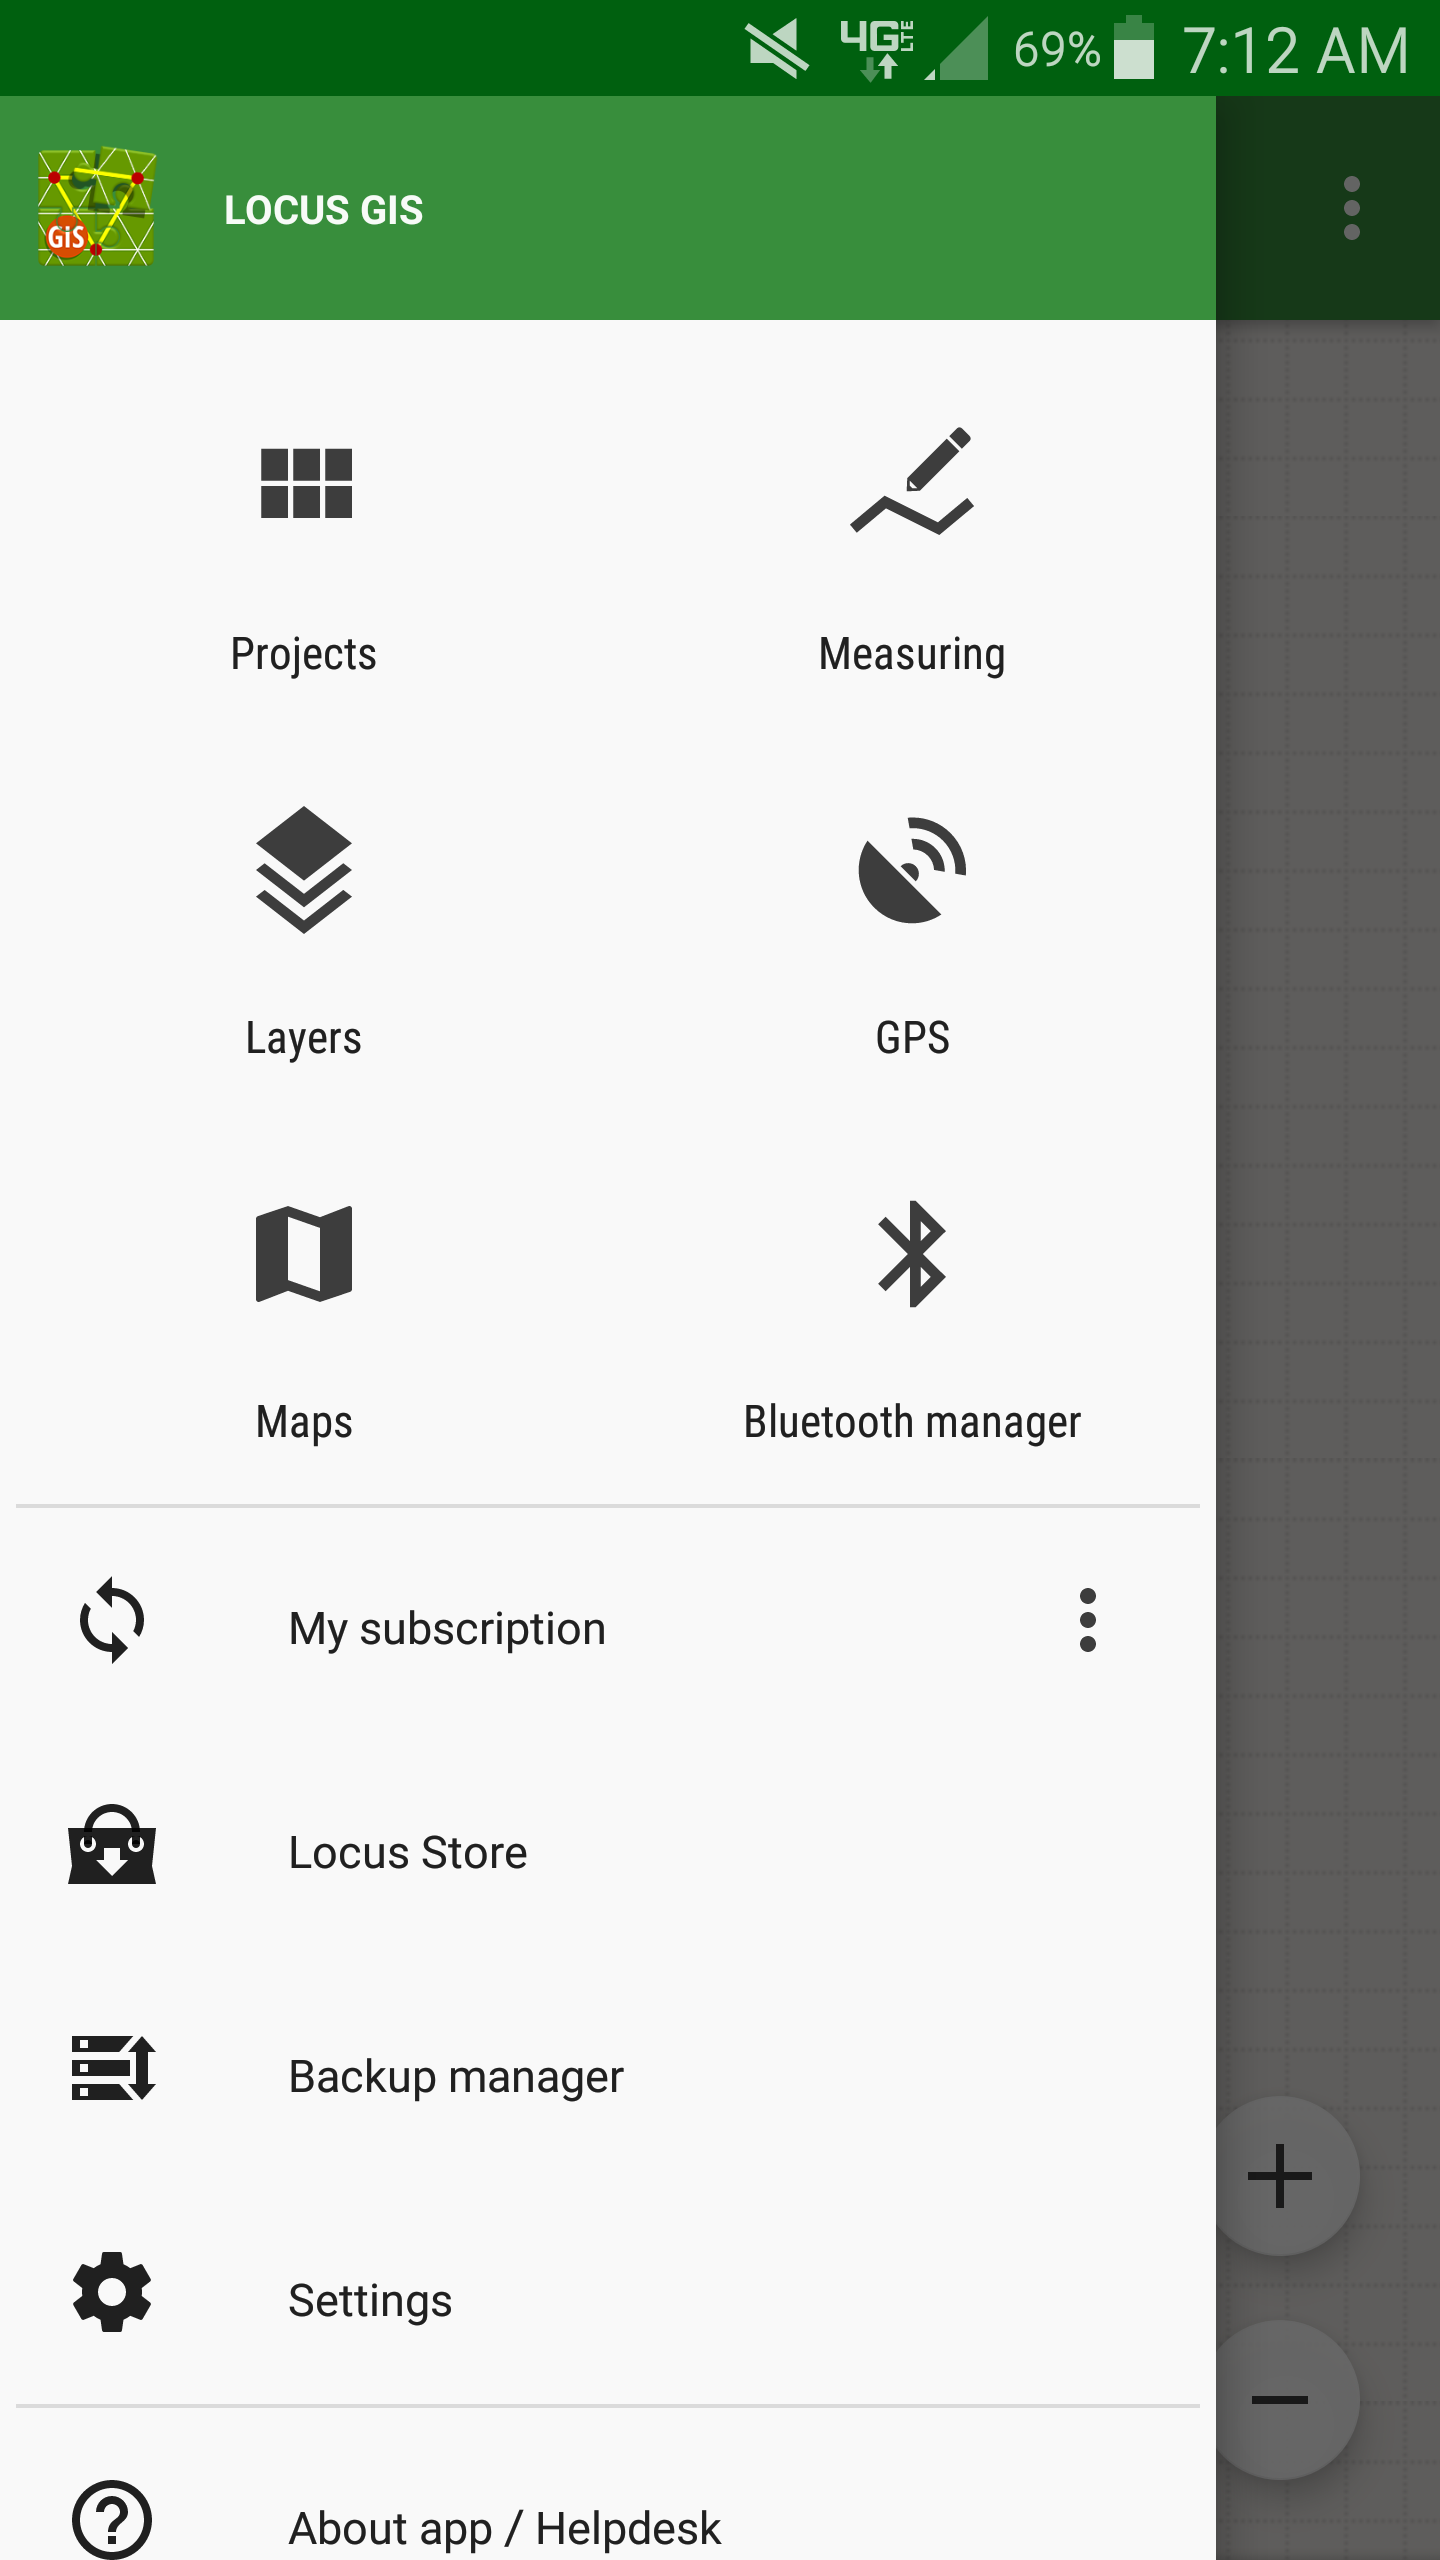 4G LTE 69% 7:12 AM
GIS LOCUS GIS
Projects Measuring
Layers GPS
Maps Bluetooth manager
My subscription
Locus Store
Backup manager
Settings
About app / Helpdesk